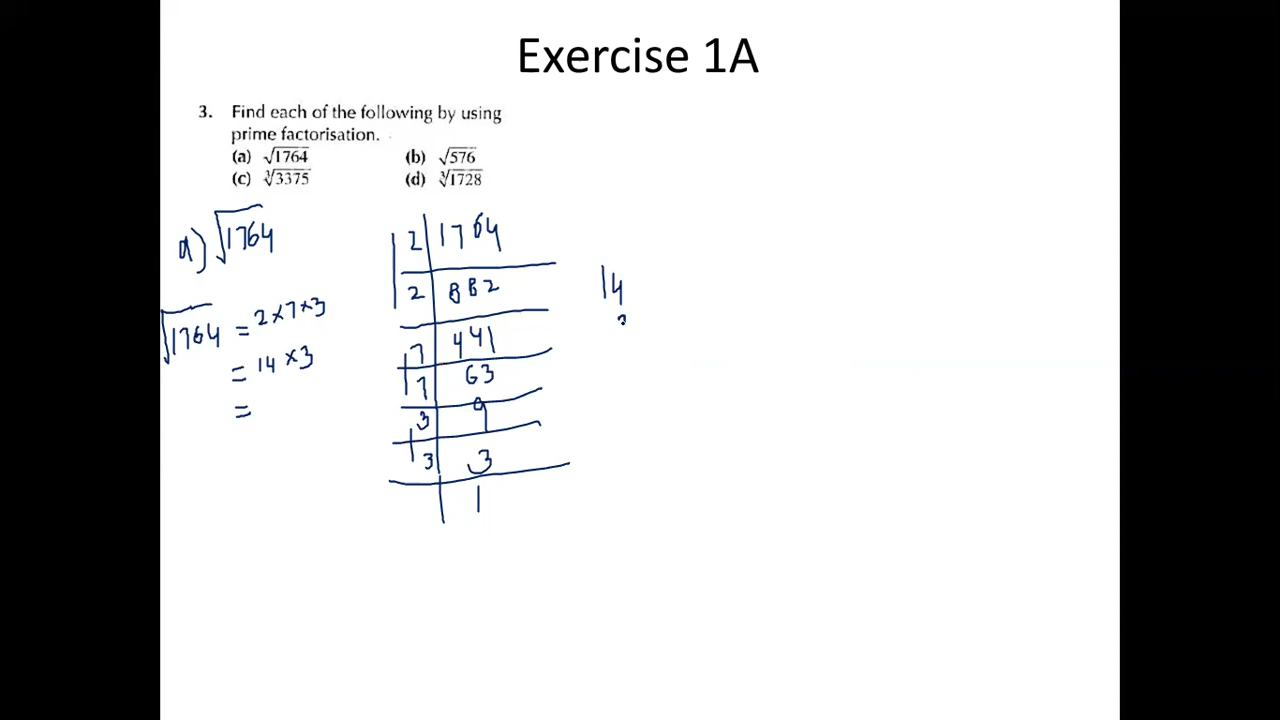 Exercise 1A
3. Find each of the following by using
prime factorisation.
(a) √1764 (b) √576
(c) ∛3375 (d) ∛1728
a) √1764
√1764 = 2×7×3
= 14×3
=
2 | 1764
2 | 882
7 | 441
7 | 63
3 | 9
3 | 3
| 1
14
3